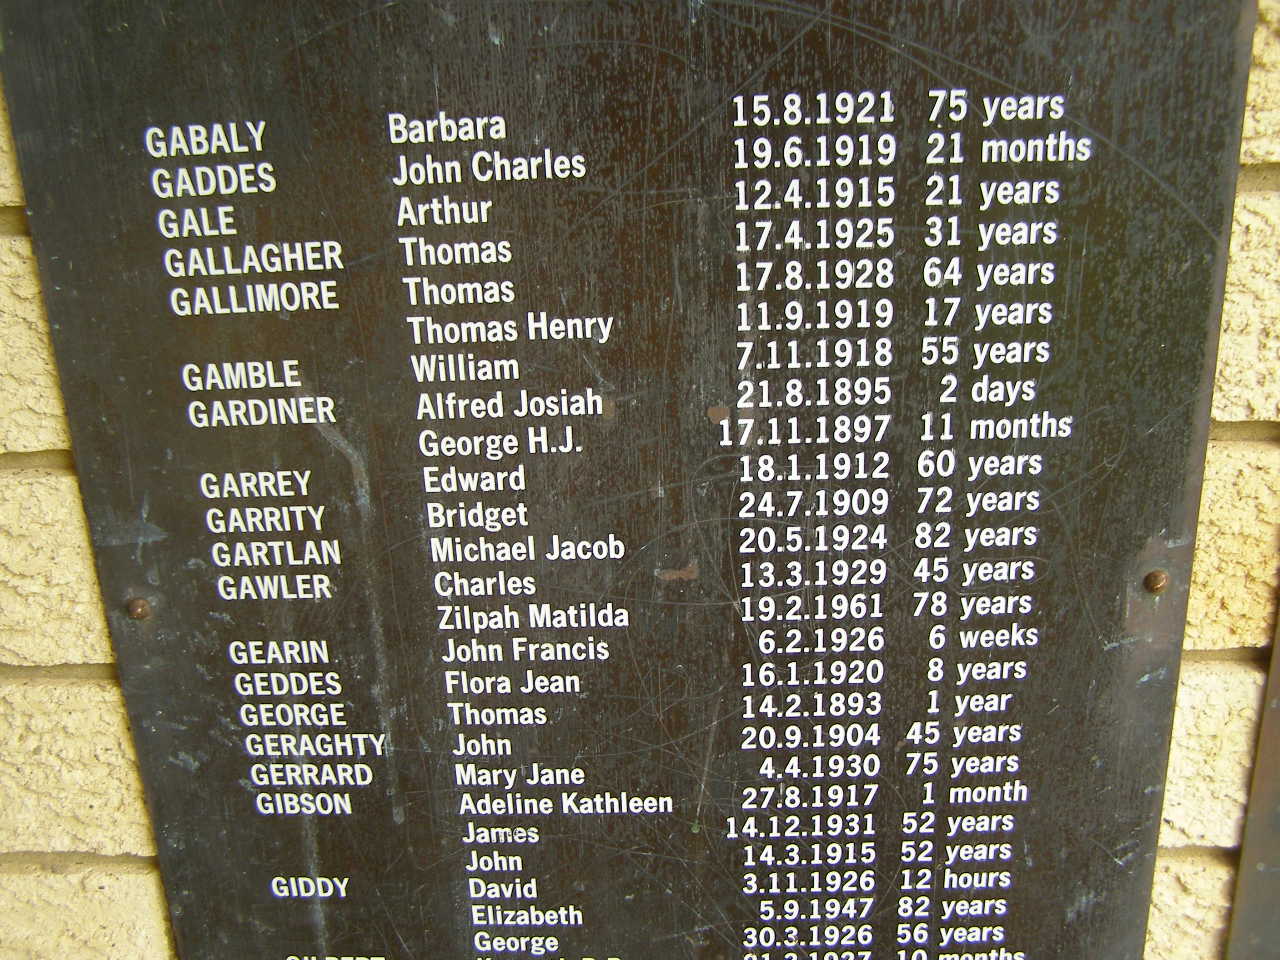 GABALY Barbara 15.8.1921 75 years
GADDES John Charles 19.6.1919 21 months
GALE Arthur 12.4.1915 21 years
GALLAGHER Thomas 17.4.1925 31 years
GALLIMORE Thomas 17.8.1928 64 years
Thomas Henry 11.9.1919 17 years
GAMBLE William 7.11.1918 55 years
GARDINER Alfred Josiah 21.8.1895 2 days
George H.J. 17.11.1897 11 months
GARREY Edward 18.1.1912 60 years
GARRITY Bridget 24.7.1909 72 years
GARTLAN Michael Jacob 20.5.1924 82 years
GAWLER Charles 13.3.1929 45 years
Zilpah Matilda 19.2.1961 78 years
GEARIN John Francis 6.2.1926 6 weeks
GEDDES Flora Jean 16.1.1920 8 years
GEORGE Thomas 14.2.1893 1 year
GERAGHTY John 20.9.1904 45 years
GERRARD Mary Jane 4.4.1930 75 years
GIBSON Adeline Kathleen 27.8.1917 1 month
James 14.12.1931 52 years
John 14.3.1915 52 years
GIDDY David 3.11.1926 12 hours
Elizabeth 5.9.1947 82 years
George 30.3.1926 56 years
10 months